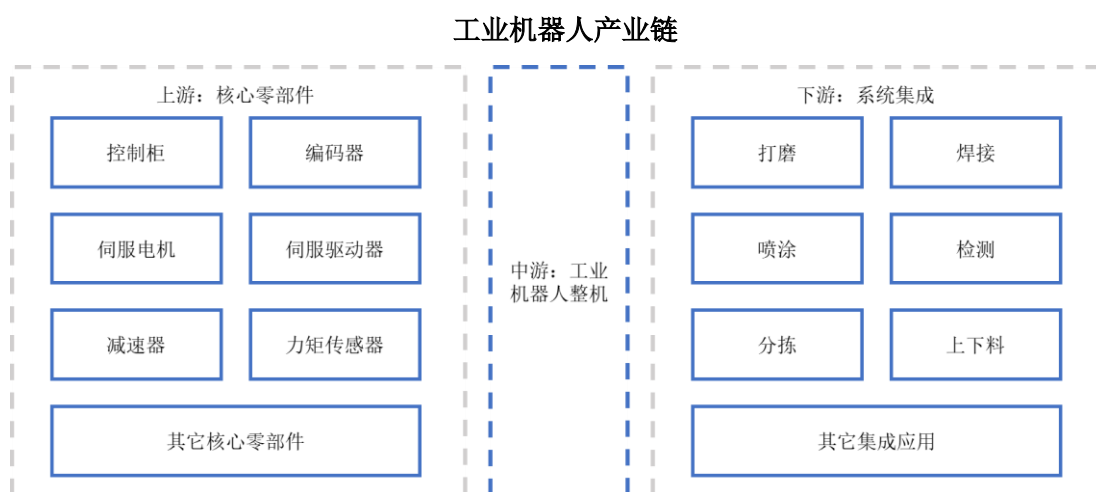 工业机器人产业链
上游：核心零部件
控制柜
编码器
伺服电机
伺服驱动器
减速器
力矩传感器
其它核心零部件
中游：工业
机器人整机
下游：系统集成
打磨
焊接
喷涂
检测
分拣
上下料
其它集成应用